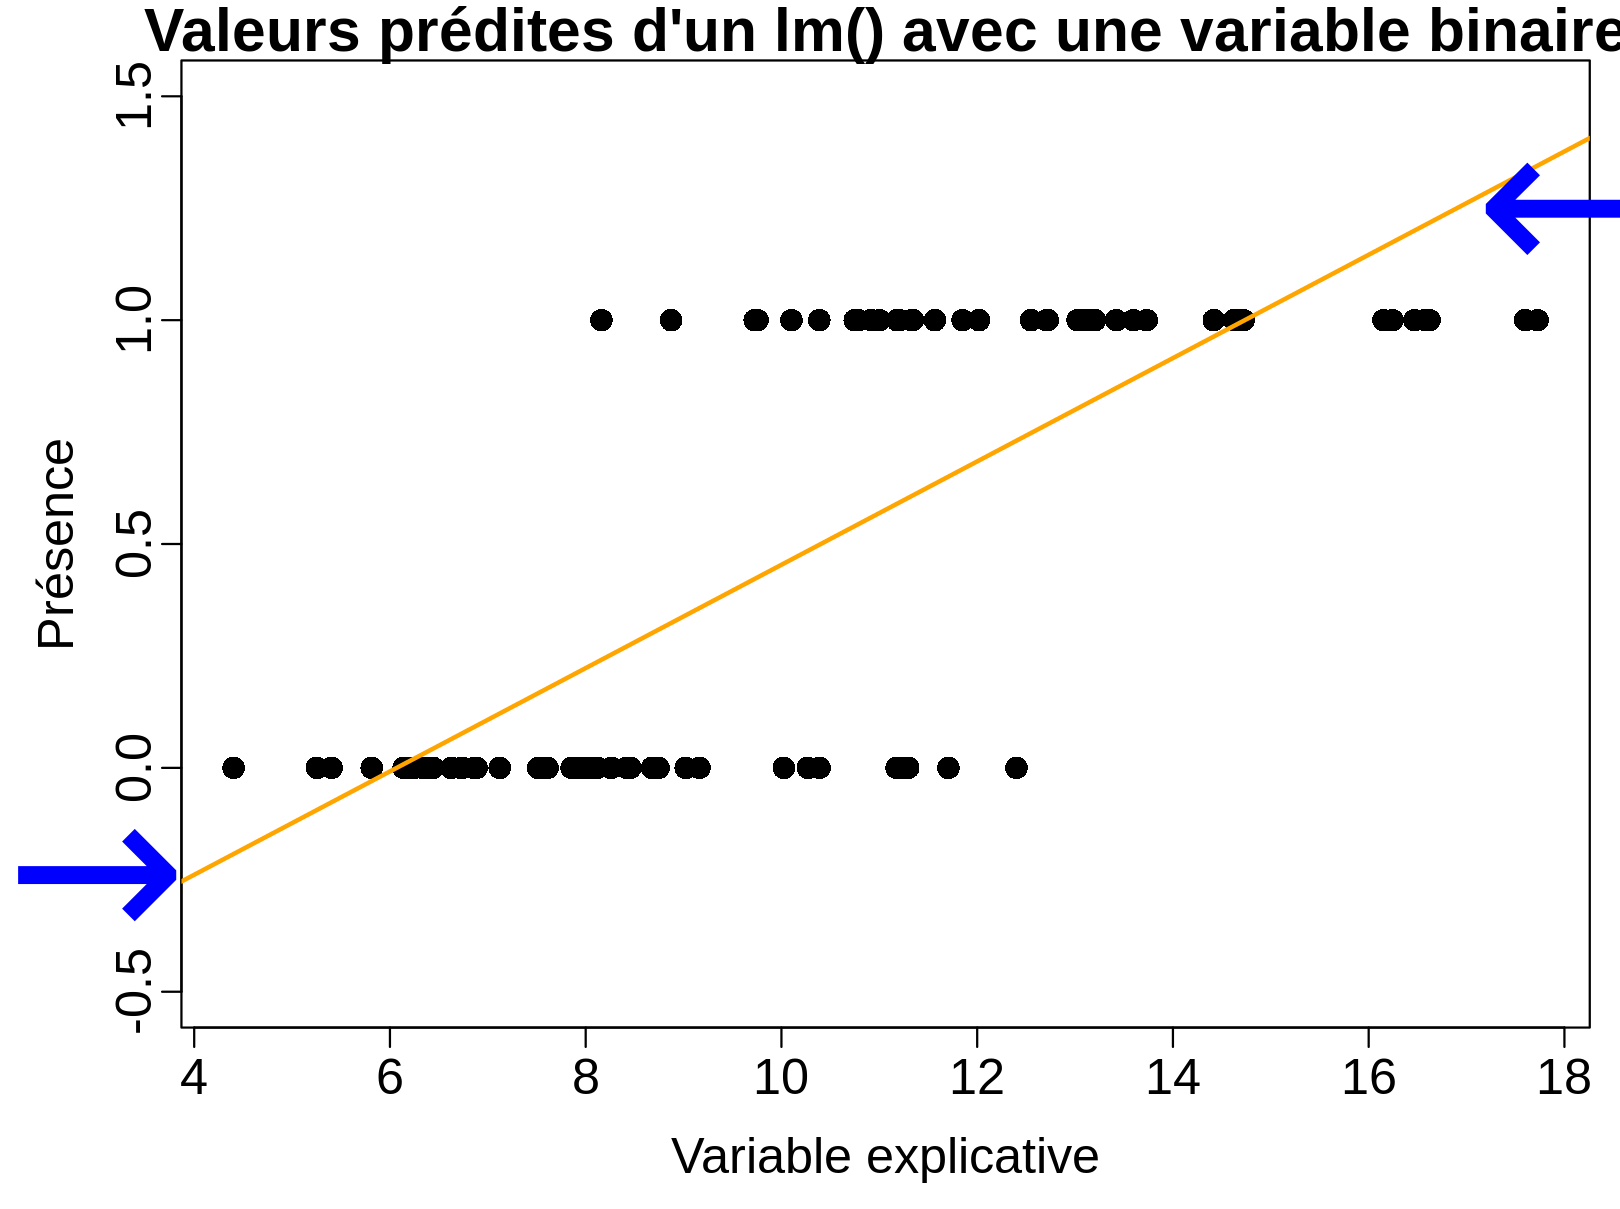 Valeurs prédites d'un lm() avec une variable binaire
1.5
1.0
0.5
0.0
-0.5
Présence
4 6 8 10 12 14 16 18
Variable explicative